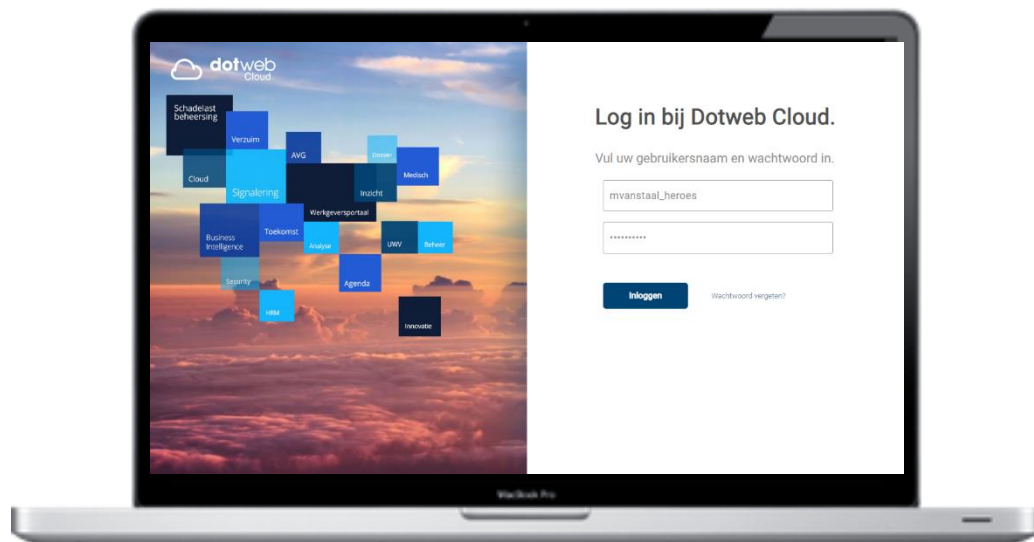 dotweb
Cloud
Schadelast
beheersing
Verzuim
AVG
Dossier
Medisch
Cloud
Signalering
Inzicht
Werkgeversportaal
Business
Intelligence
Toekomst
Analyse
UWV
Beheer
Security
Agenda
HRM
Innovatie
Log in bij Dotweb Cloud.
Vul uw gebruikersnaam en wachtwoord in.
mvanstaal_heroes
••••••••••
Inloggen
Wachtwoord vergeten?
MacBook Pro